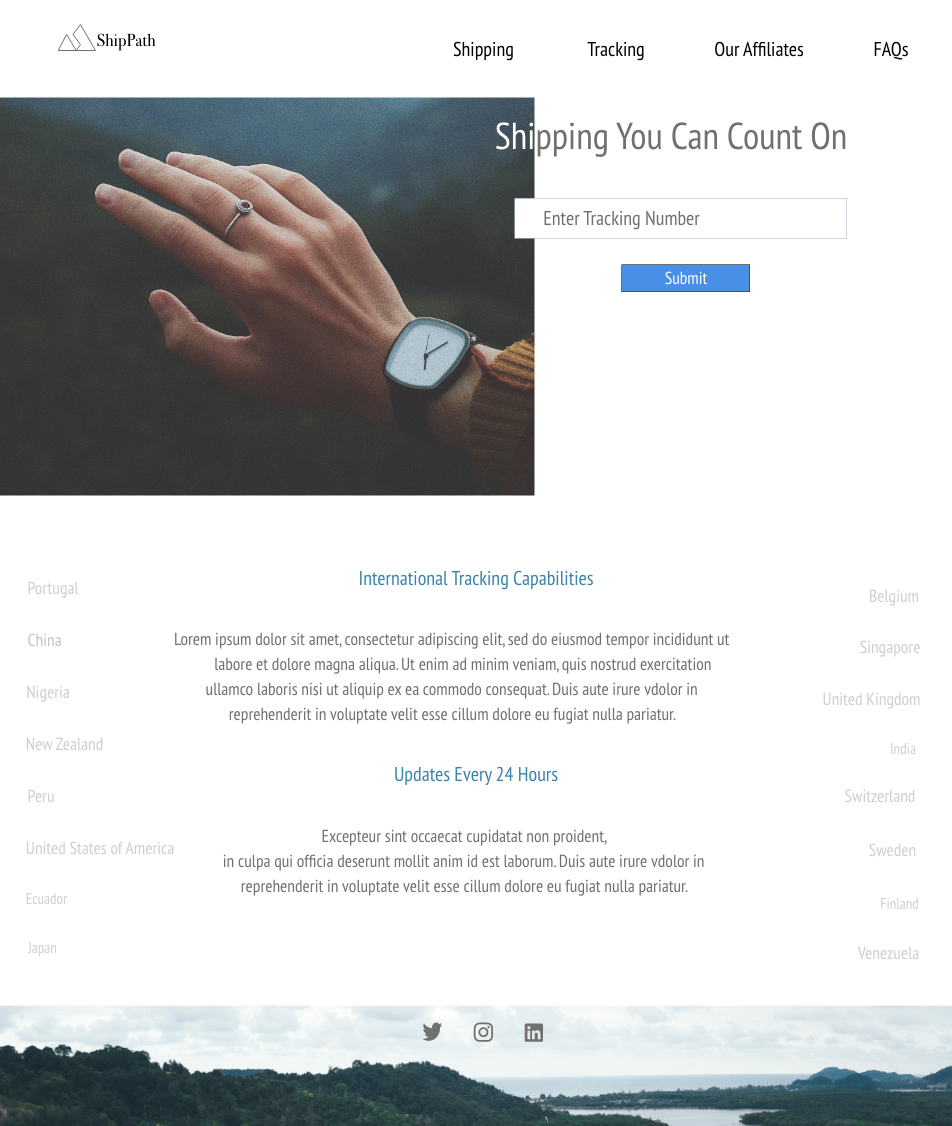 ShipPath
Shipping
Tracking
Our Affiliates
FAQs
Shipping You Can Count On
Enter Tracking Number
Submit
International Tracking Capabilities
Portugal
China
Nigeria
New Zealand
Peru
United States of America
Ecuador
Japan
Lorem ipsum dolor sit amet, consectetur adipiscing elit, sed do eiusmod tempor incididunt ut
labore et dolore magna aliqua. Ut enim ad minim veniam, quis nostrud exercitation
ullamco laboris nisi ut aliquip ex ea commodo consequat. Duis aute irure vdolor in
reprehenderit in voluptate velit esse cillum dolore eu fugiat nulla pariatur.
Updates Every 24 Hours
Excepteur sint occaecat cupidatat non proident,
in culpa qui officia deserunt mollit anim id est laborum. Duis aute irure vdolor in
reprehenderit in voluptate velit esse cillum dolore eu fugiat nulla pariatur.
Belgium
Singapore
United Kingdom
India
Switzerland
Sweden
Finland
Venezuela